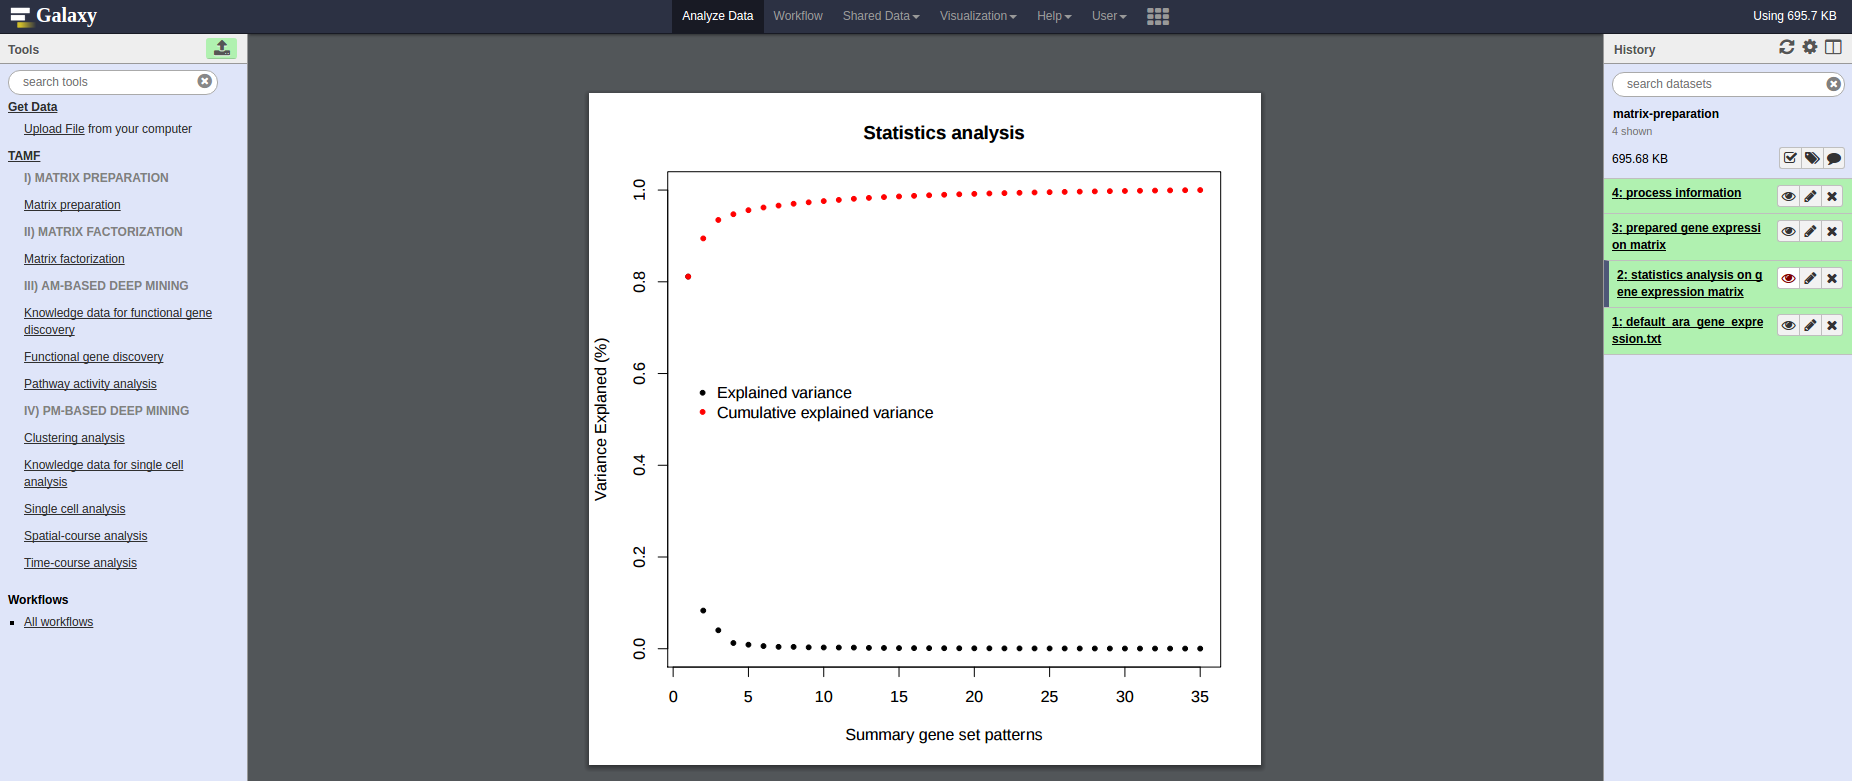 Galaxy
Analyze Data
Workflow
Shared Data
Visualization
Help
User
Using 695.7 KB
Tools
search tools
Get Data
Upload File from your computer
TAMF
I) MATRIX PREPARATION
Matrix preparation
II) MATRIX FACTORIZATION
Matrix factorization
III) AM-BASED DEEP MINING
Knowledge data for functional gene
discovery
Functional gene discovery
Pathway activity analysis
IV) PM-BASED DEEP MINING
Clustering analysis
Knowledge data for single cell
analysis
Single cell analysis
Spatial-course analysis
Time-course analysis
Workflows
All workflows
Statistics analysis
Variance Explaned (%)
1.0
0.8
0.6
0.4
0.2
0.0
Explained variance
Cumulative explained variance
0 5 10 15 20 25 30 35
Summary gene set patterns
History
search datasets
matrix-preparation
4 shown
695.68 KB
4: process information
3: prepared gene expressi
on matrix
2: statistics analysis on g
ene expression matrix
1: default_ara_gene_expre
ssion.txt